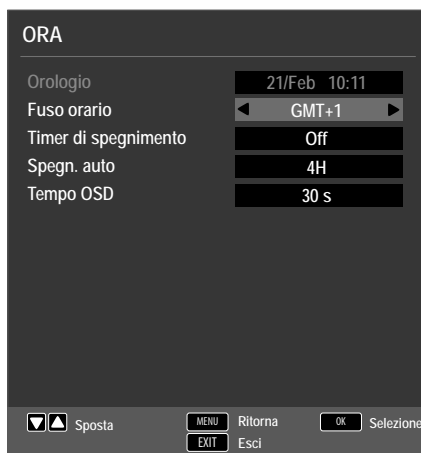 ORA
Orologio 21/Feb 10:11
Fuso orario GMT+1
Timer di spegnimento Off
Spegn. auto 4H
Tempo OSD 30 s
Sposta MENU Ritorna OK Selezione
EXIT Esci